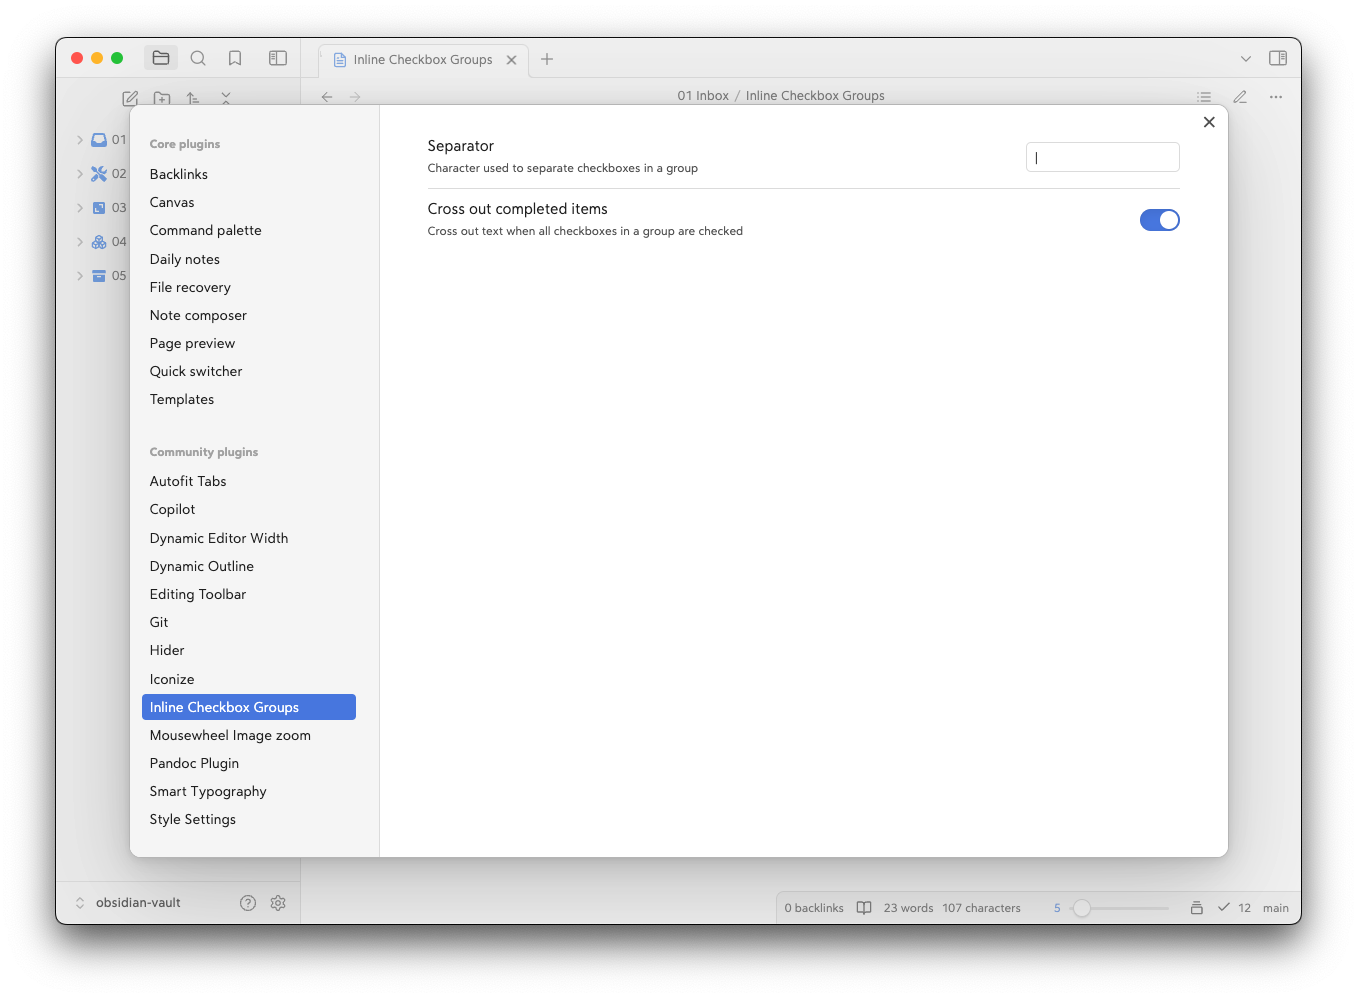 Inline Checkbox Groups
01 Inbox / Inline Checkbox Groups
01
02
03
04
05
Core plugins
Backlinks
Canvas
Command palette
Daily notes
File recovery
Note composer
Page preview
Quick switcher
Templates
Community plugins
Autofit Tabs
Copilot
Dynamic Editor Width
Dynamic Outline
Editing Toolbar
Git
Hider
Iconize
Inline Checkbox Groups
Mousewheel Image zoom
Pandoc Plugin
Smart Typography
Style Settings
Separator
Character used to separate checkboxes in a group
|
Cross out completed items
Cross out text when all checkboxes in a group are checked
obsidian-vault
0 backlinks 23 words 107 characters 5 12 main